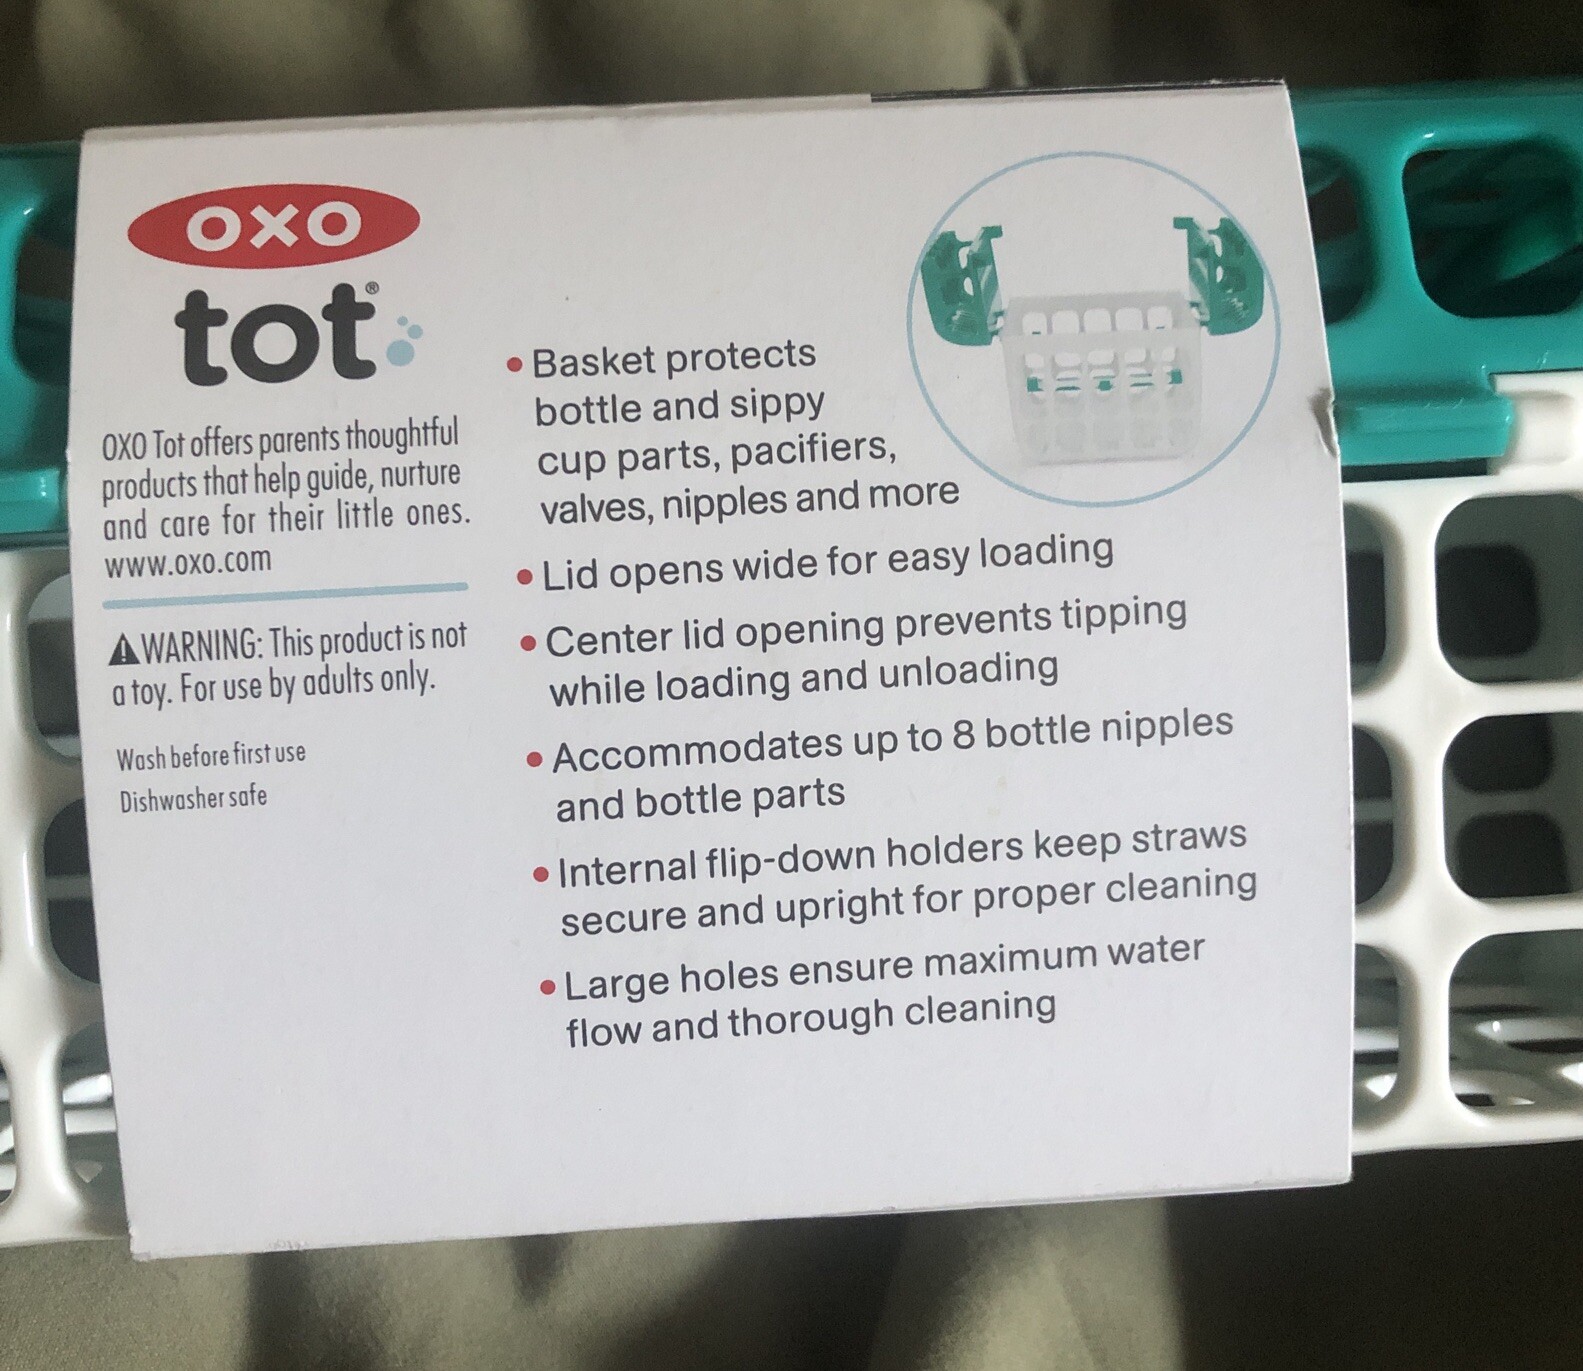 OXO
tot®
OXO Tot offers parents thoughtful
products that help guide, nurture
and care for their little ones.
www.oxo.com
WARNING: This product is not
a toy. For use by adults only.
Wash before first use
Dishwasher safe
• Basket protects
bottle and sippy
cup parts, pacifiers,
valves, nipples and more
• Lid opens wide for easy loading
• Center lid opening prevents tipping
while loading and unloading
• Accommodates up to 8 bottle nipples
and bottle parts
• Internal flip-down holders keep straws
secure and upright for proper cleaning
• Large holes ensure maximum water
flow and thorough cleaning